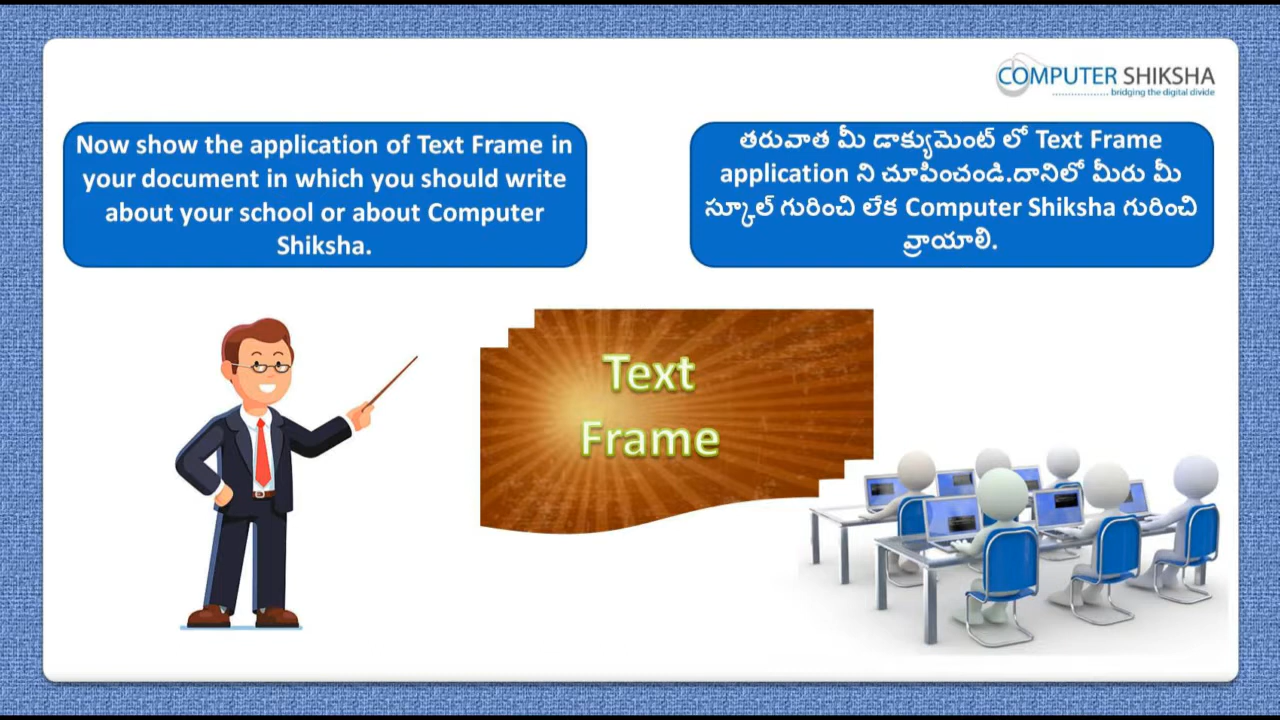 COMPUTER SHIKSHA
bridging the digital divide
Now show the application of Text Frame in
your document in which you should write
about your school or about Computer
Shiksha.
తరువాత మీ డాక్యుమెంట్ లో Text Frame
application ని చూపించండి.దానిలో మీరు మీ
స్కూల్ గురించి లేక Computer Shiksha గురించి
వ్రాయాలి.
Text
Frame